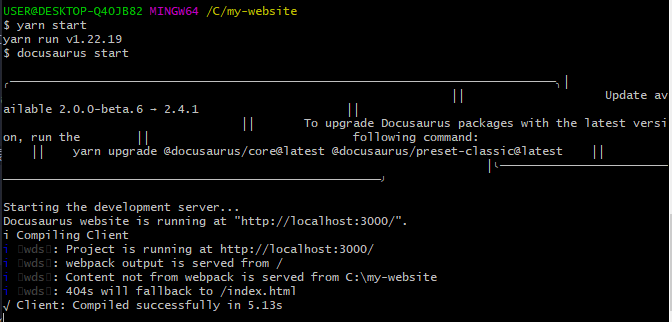 USER@DESKTOP-Q4OJB82 MINGW64 /C/my-website
$ yarn start
yarn run v1.22.19
$ docusaurus start
Update av
ailable 2.0.0-beta.6 → 2.4.1
To upgrade Docusaurus packages with the latest versi
on, run the following command:
yarn upgrade @docusaurus/core@latest @docusaurus/preset-classic@latest
Starting the development server...
Docusaurus website is running at "http://localhost:3000/".
i Compiling Client
i 「wds」: Project is running at http://localhost:3000/
i 「wds」: webpack output is served from /
i 「wds」: Content not from webpack is served from C:\my-website
i 「wds」: 404s will fallback to /index.html
√ Client: Compiled successfully in 5.13s